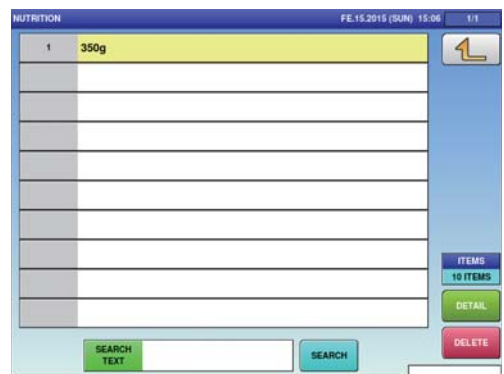 NUTRITION FE.15.2015 (SUN) 15:06 1/1
1 350g
ITEMS
10 ITEMS
DETAIL
DELETE
SEARCH
TEXT
SEARCH